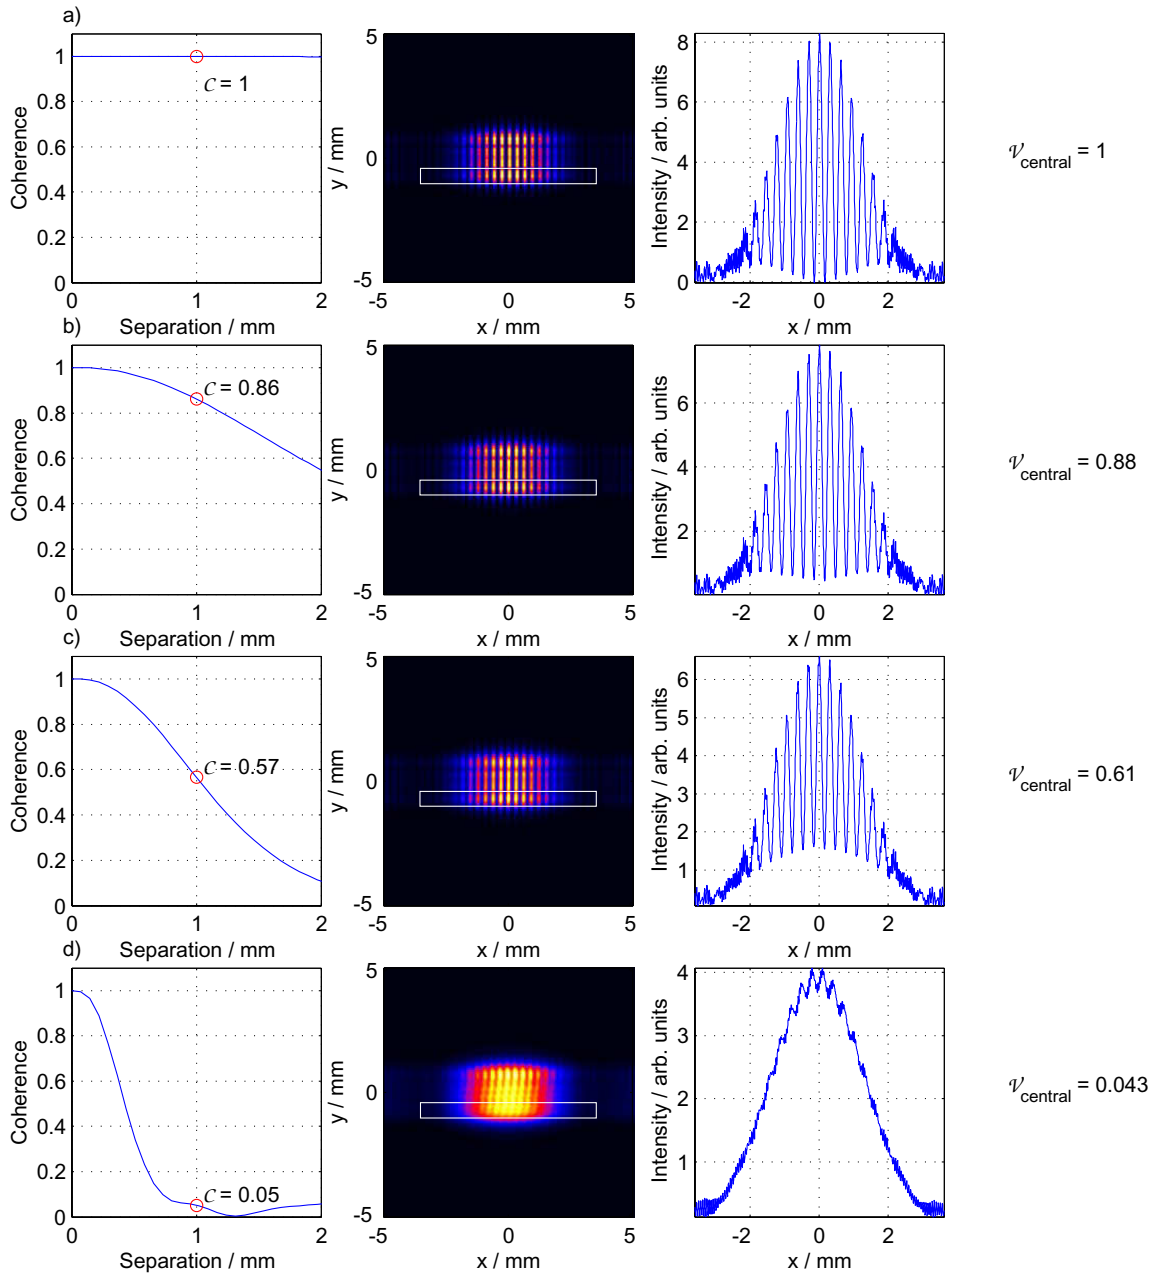 a)
1
0.8
0.6
0.4
0.2
0
0
1
2
Coherence
Separation / mm
C = 1
5
0
-5
-5
0
5
y / mm
x / mm
8
6
4
2
0
-2
0
2
Intensity / arb. units
x / mm
𝒱central = 1
b)
1
0.8
0.6
0.4
0.2
0
0
1
2
Coherence
Separation / mm
C = 0.86
5
0
-5
-5
0
5
y / mm
x / mm
6
4
2
-2
0
2
Intensity / arb. units
x / mm
𝒱central = 0.88
c)
1
0.8
0.6
0.4
0.2
0
0
1
2
Coherence
Separation / mm
C = 0.57
5
0
-5
-5
0
5
y / mm
x / mm
6
5
4
3
2
1
-2
0
2
Intensity / arb. units
x / mm
𝒱central = 0.61
d)
1
0.8
0.6
0.4
0.2
0
0
1
2
Coherence
Separation / mm
C = 0.05
5
0
-5
-5
0
5
y / mm
x / mm
4
3
2
1
-2
0
2
Intensity / arb. units
x / mm
𝒱central = 0.043